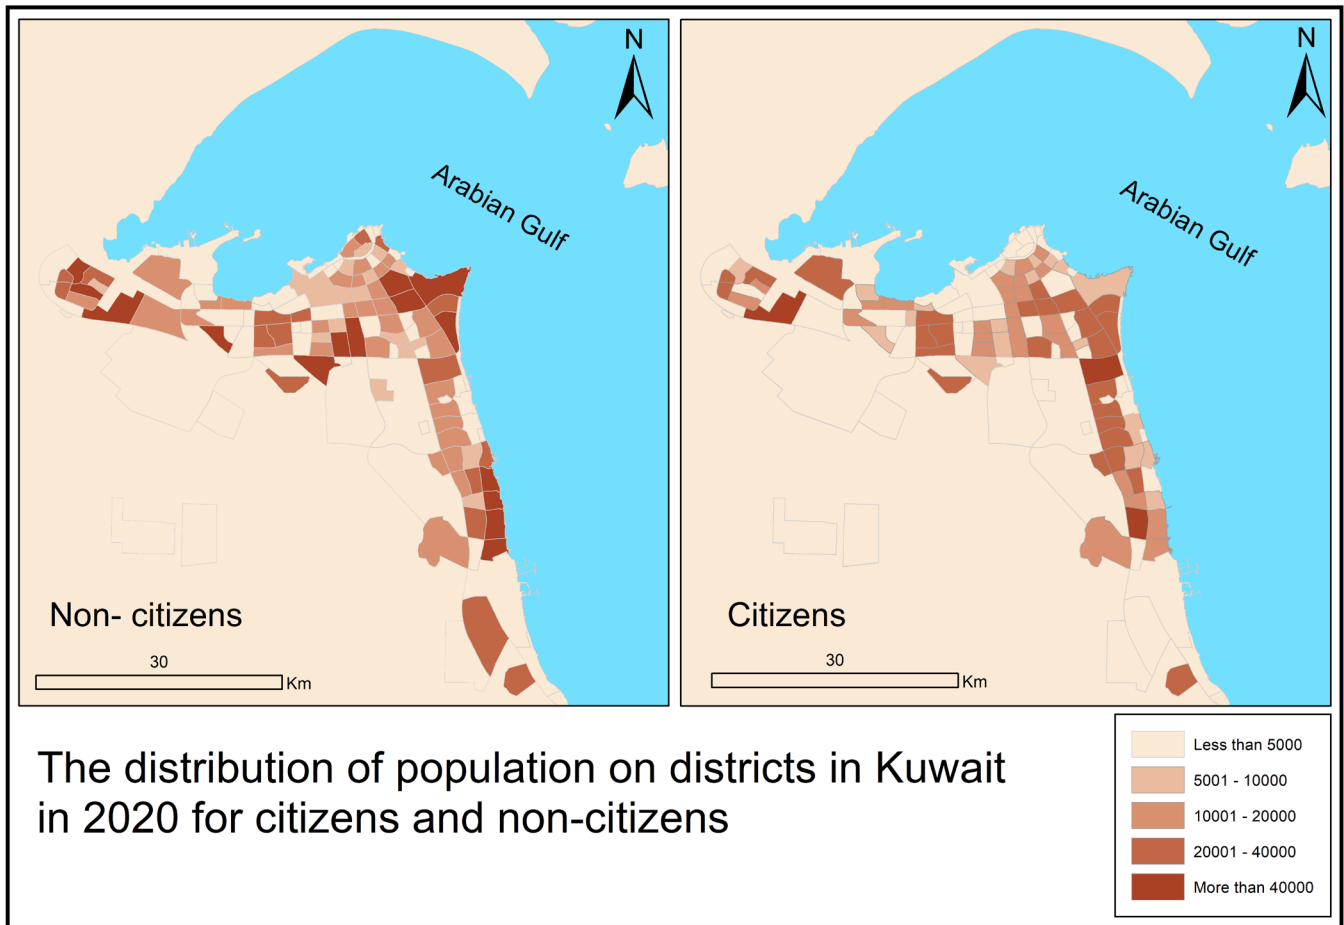 N
Arabian Gulf
Non- citizens
30
Km
N
Arabian Gulf
Citizens
30
Km
The distribution of population on districts in Kuwait
in 2020 for citizens and non-citizens
Less than 5000
5001 - 10000
10001 - 20000
20001 - 40000
More than 40000